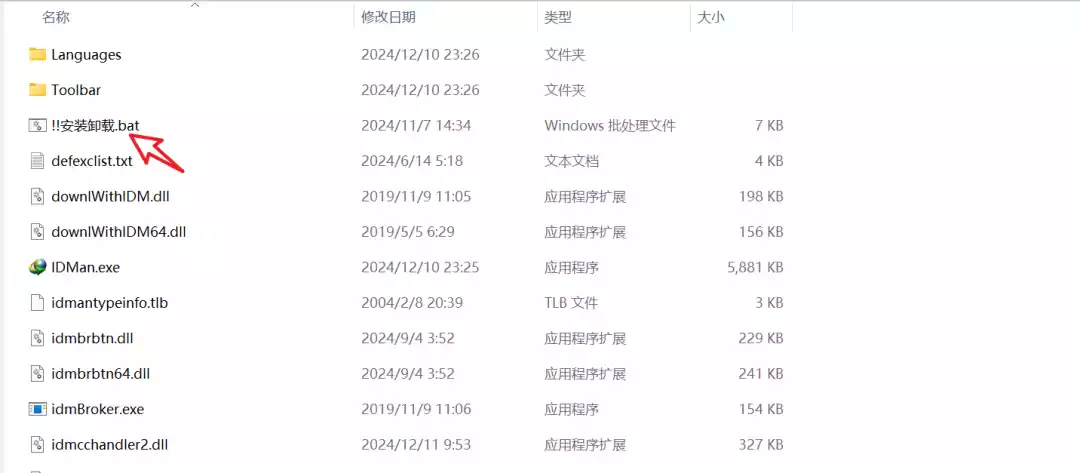 名称 修改日期 类型 大小
Languages 2024/12/10 23:26 文件夹
Toolbar 2024/12/10 23:26 文件夹
!!安装卸载.bat 2024/11/7 14:34 Windows 批处理文件 7 KB
defexclist.txt 2024/6/14 5:18 文本文档 4 KB
downlWithIDM.dll 2019/11/9 11:05 应用程序扩展 198 KB
downlWithIDM64.dll 2019/5/5 6:29 应用程序扩展 156 KB
IDMan.exe 2024/12/10 23:25 应用程序 5,881 KB
idmantypeinfo.tlb 2004/2/8 20:39 TLB 文件 3 KB
idmbrbtn.dll 2024/9/4 3:52 应用程序扩展 229 KB
idmbrbtn64.dll 2024/9/4 3:52 应用程序扩展 241 KB
idmBroker.exe 2019/11/9 11:06 应用程序 154 KB
idmcchandler2.dll 2024/12/11 9:53 应用程序扩展 327 KB